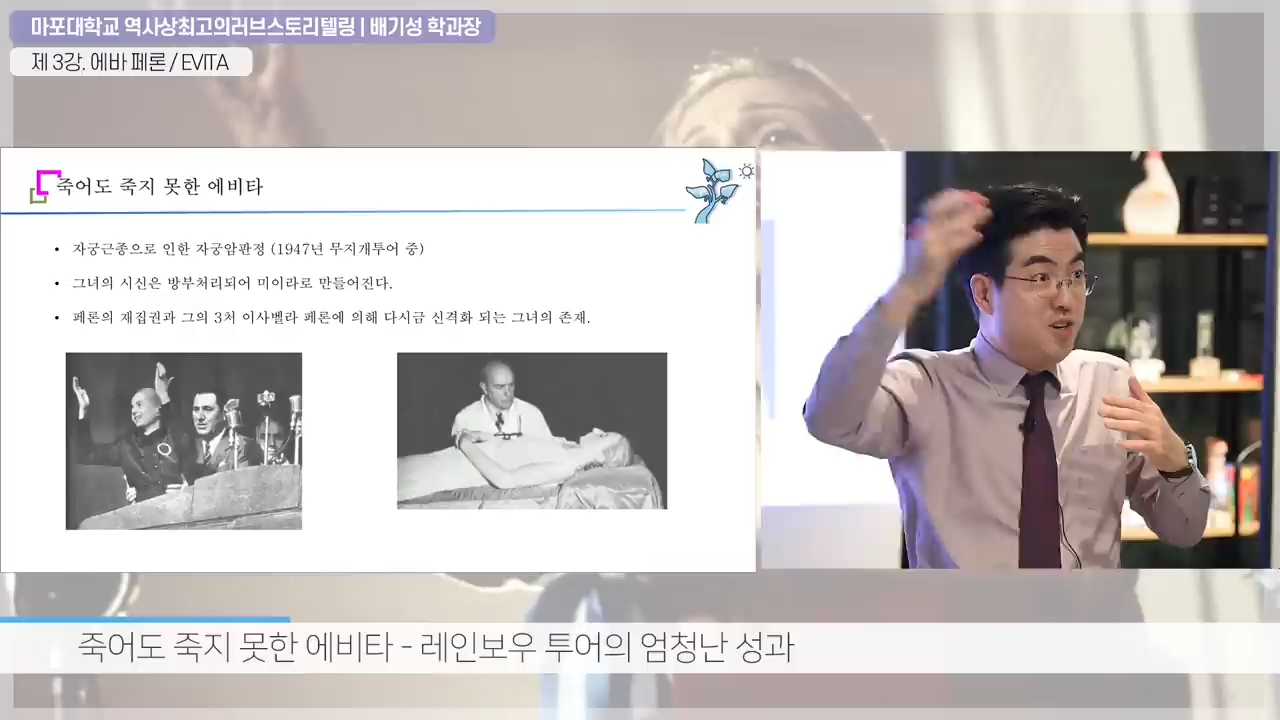 마포대학교 역사상최고의러브스토리텔링 | 배기성 학과장
제 3강. 에바 페론 / EVITA
죽어도 죽지 못한 에비타
• 자궁근종으로 인한 자궁암판정 (1947년 무지개투어 중)
• 그녀의 시신은 방부처리되어 미이라로 만들어진다.
• 페론의 재집권과 그의 3처 이사벨라 페론에 의해 다시금 신격화 되는 그녀의 존재.
죽어도 죽지 못한 에비타 - 레인보우 투어의 엄청난 성과